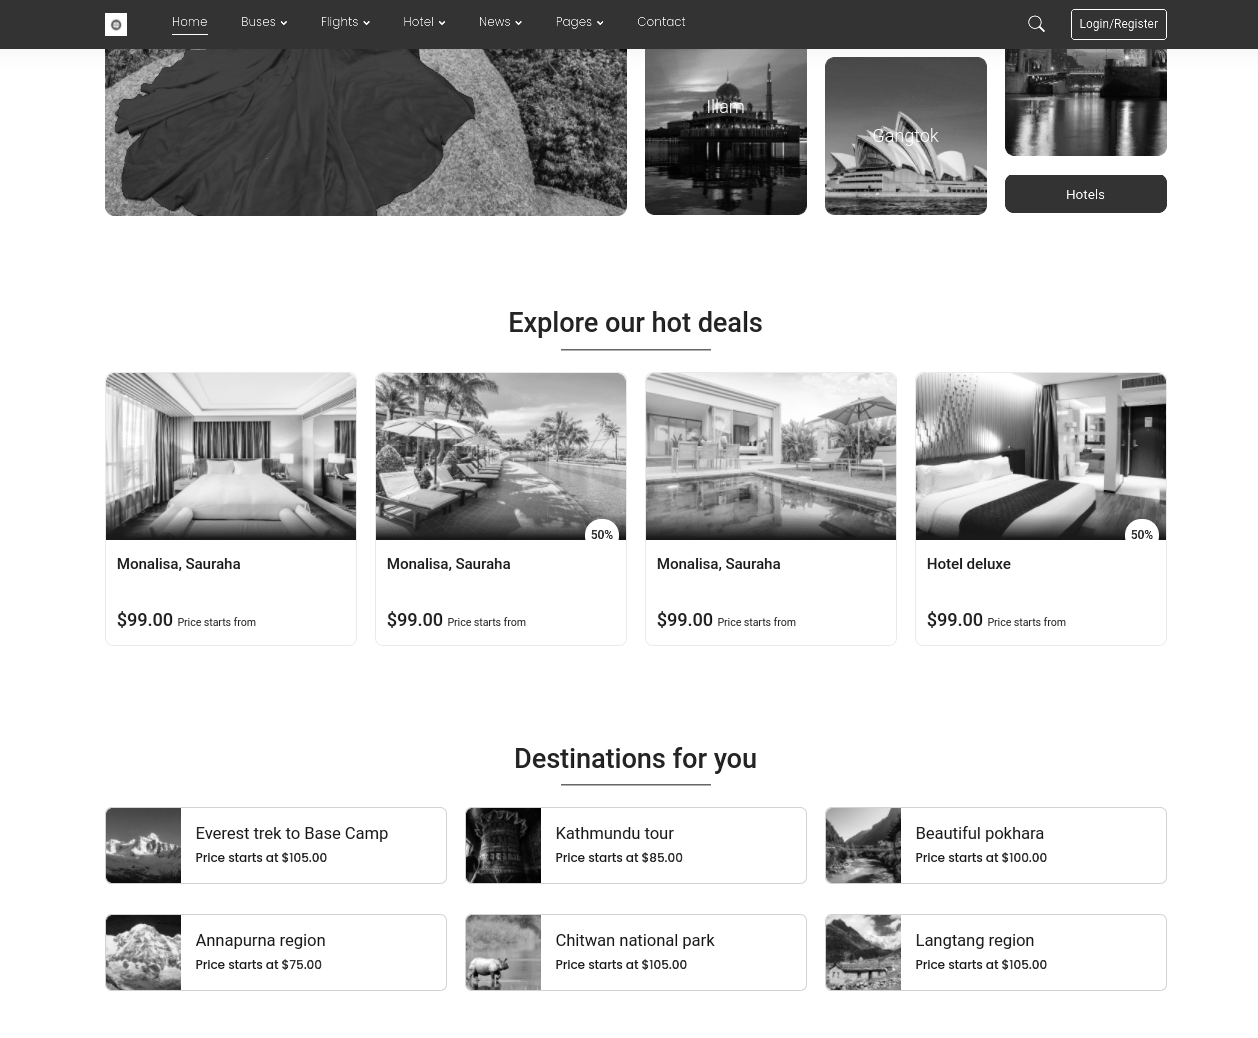 Home
Buses
Flights
Hotel
News
Pages
Contact
Login/Register
Illam
Gangtok
Hotels
Explore our hot deals
50%
50%
Monalisa, Sauraha
Monalisa, Sauraha
Monalisa, Sauraha
Hotel deluxe
$99.00 Price starts from
$99.00 Price starts from
$99.00 Price starts from
$99.00 Price starts from
Destinations for you
Everest trek to Base Camp
Price starts at $105.00
Kathmundu tour
Price starts at $85.00
Beautiful pokhara
Price starts at $100.00
Annapurna region
Price starts at $75.00
Chitwan national park
Price starts at $105.00
Langtang region
Price starts at $105.00